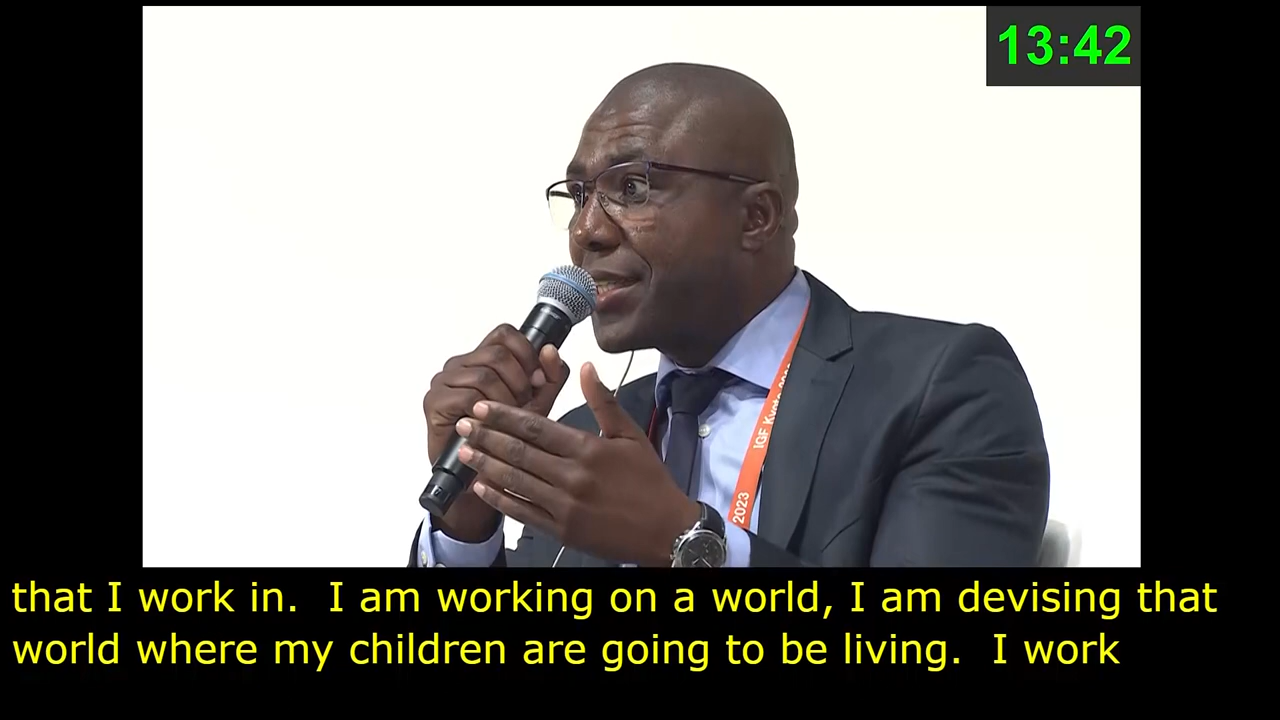 13:42
IGF Kyoto 2023
2023
that I work in.  I am working on a world, I am devising that
world where my children are going to be living.  I work